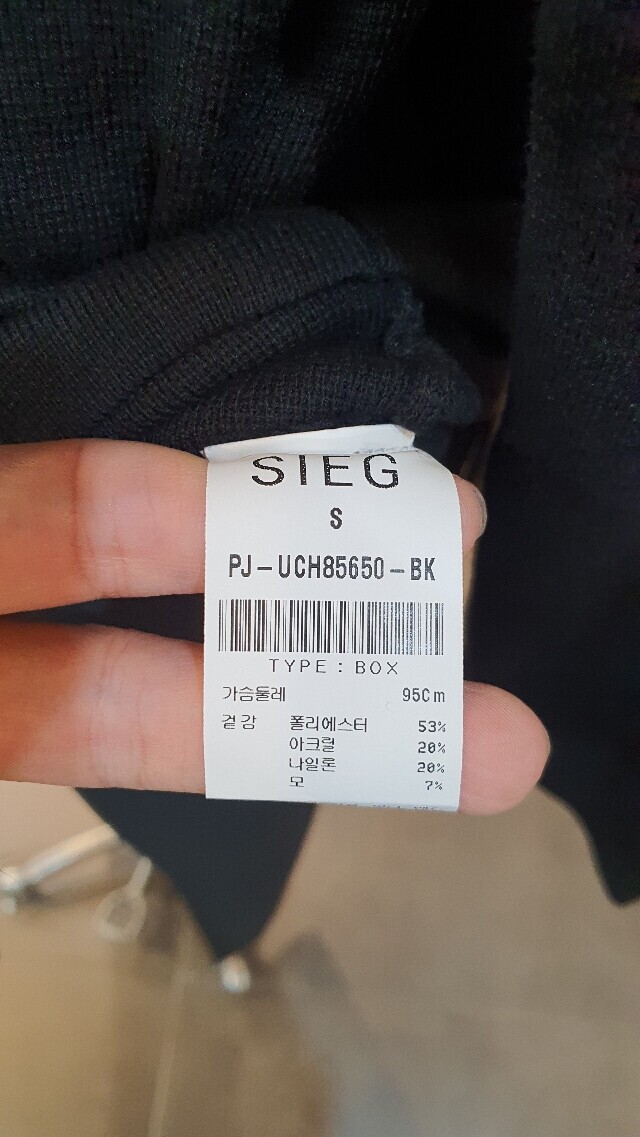 SIEG
S
PJ-UCH85650-BK
TYPE : BOX
가슴둘레 95Cm
겉감 폴리에스터 53%
아크릴 20%
나일론 20%
모 7%